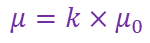 μ = k × μ₀